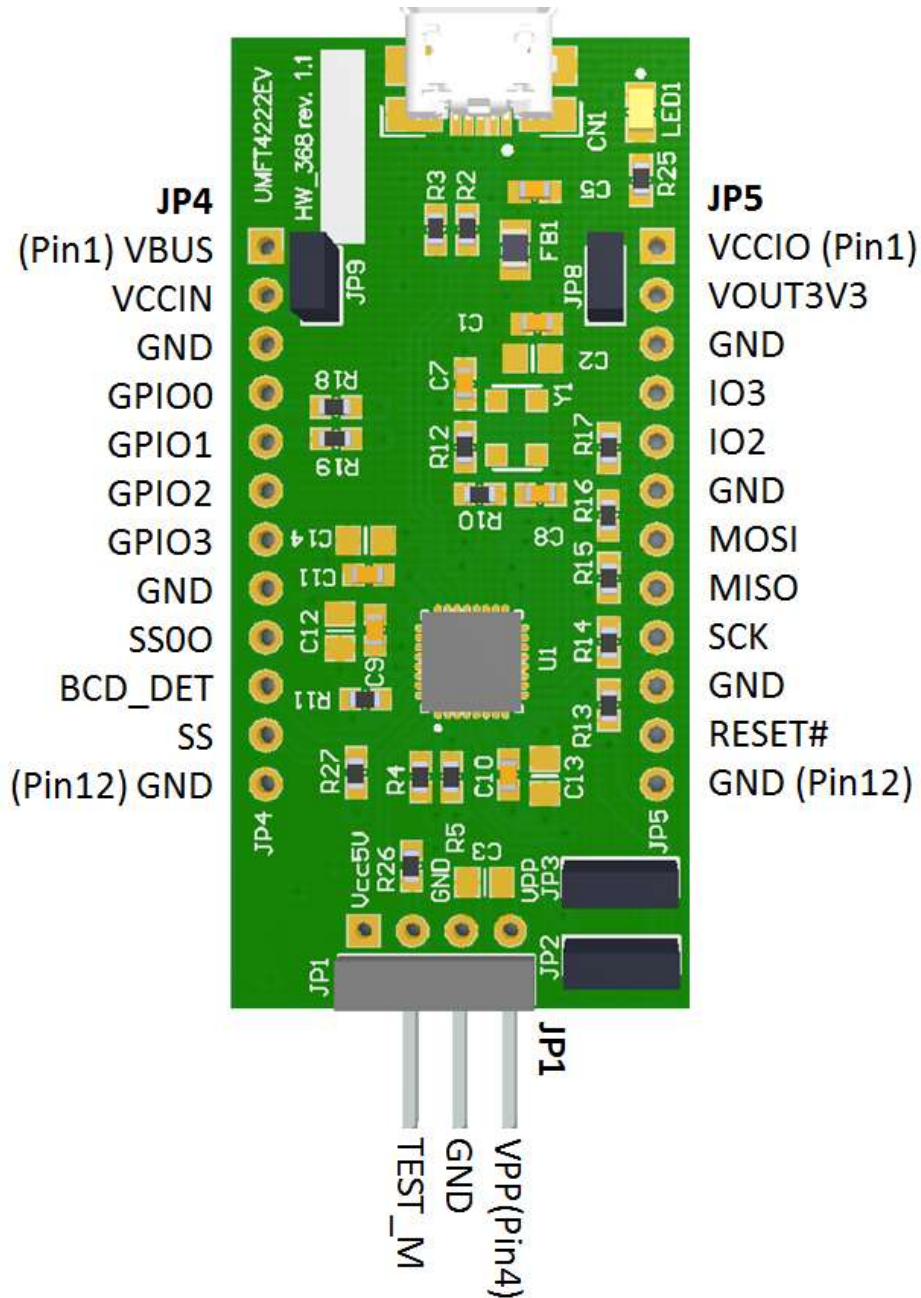 UMFT4222EV
HW_368 rev. 1.1
CN1
LED1
R25
C5
R3
R2
FB1
JP9
JP8
C1
C2
C7
Y1
R18
R19
R12
R17
R10
C8
R16
C14
C11
R15
C12
C9
U1
R14
R11
R13
R27
R4
C10
C13
JP4
R5
JP5
Vcc5V
R26
GND
C3
VPP
JP3
JP1
JP2
JP4
(Pin1) VBUS
VCCIN
GND
GPIO0
GPIO1
GPIO2
GPIO3
GND
SS0O
BCD_DET
SS
(Pin12) GND
JP5
VCCIO (Pin1)
VOUT3V3
GND
IO3
IO2
GND
MOSI
MISO
SCK
GND
RESET#
GND (Pin12)
JP1
TEST_M
GND
VPP(Pin4)